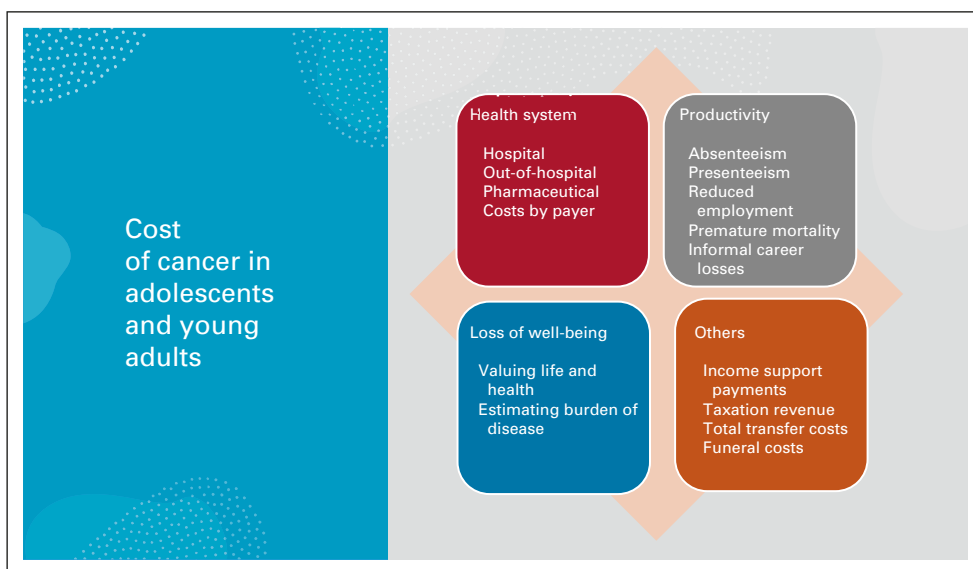 Cost
of cancer in
adolescents
and young
adults
Health system
Hospital
Out-of-hospital
Pharmaceutical
Costs by payer
Productivity
Absenteeism
Presenteeism
Reduced
employment
Premature mortality
Informal career
losses
Loss of well-being
Valuing life and
health
Estimating burden of
disease
Others
Income support
payments
Taxation revenue
Total transfer costs
Funeral costs